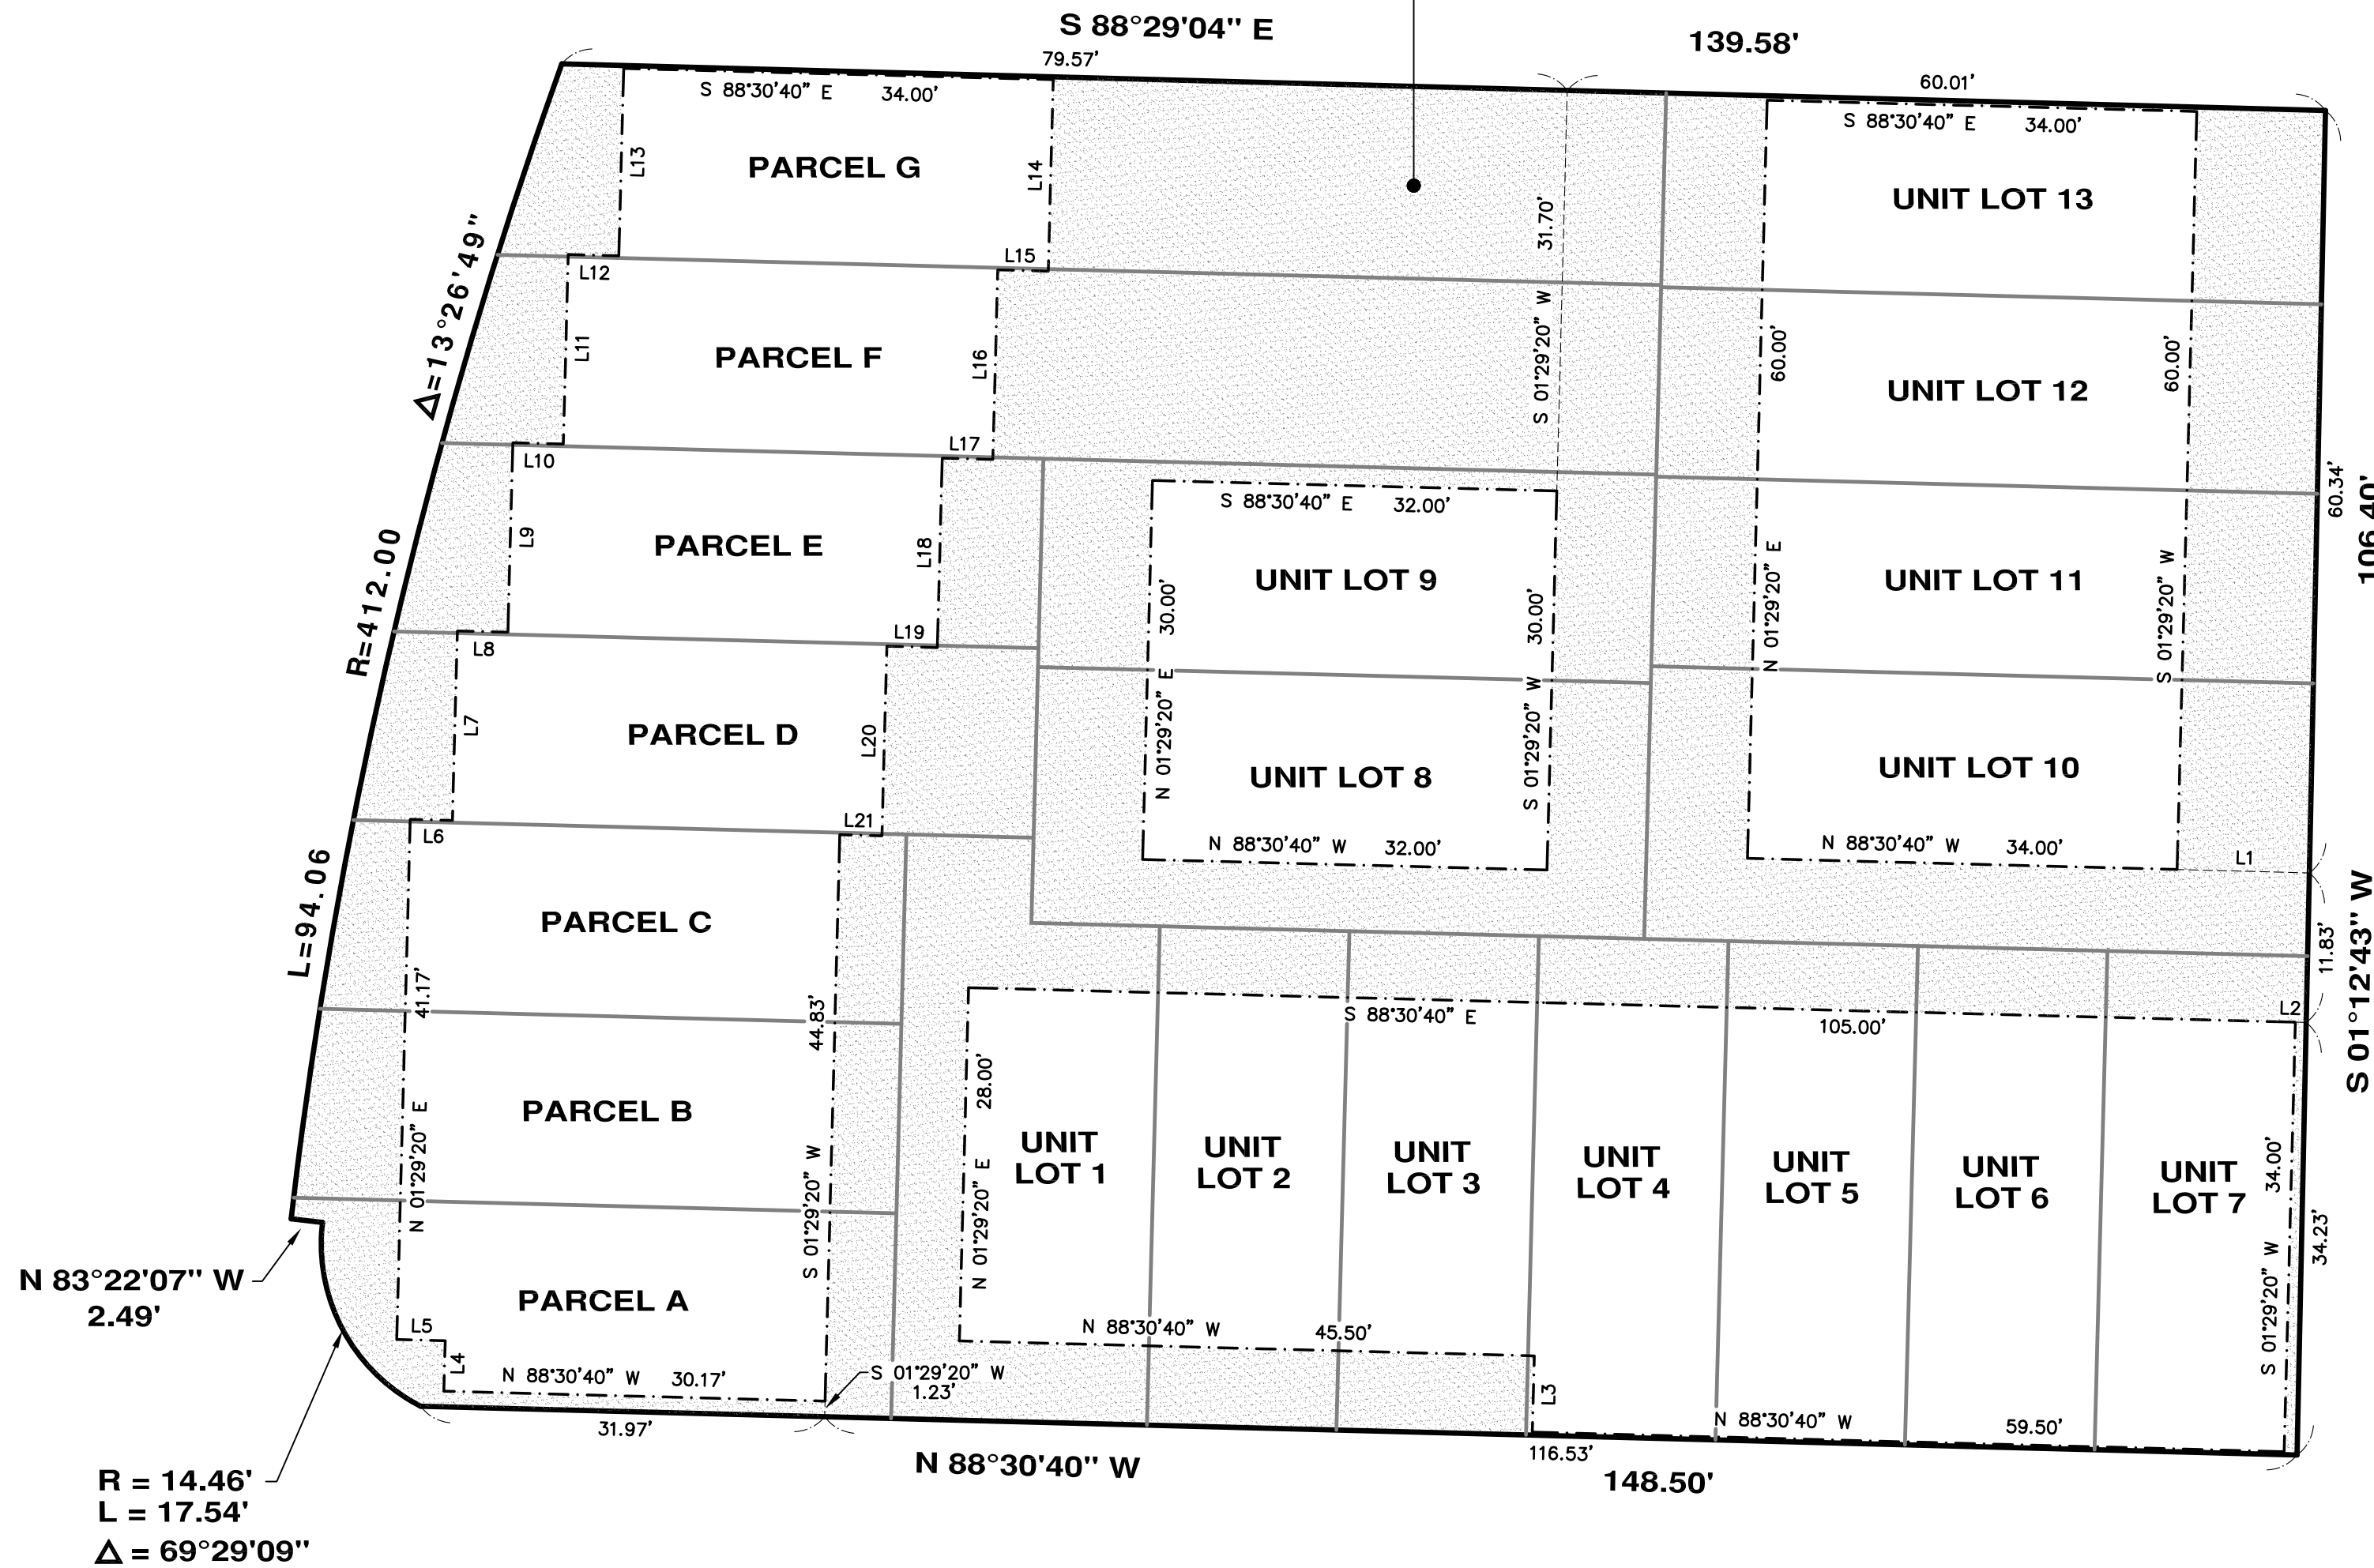 S 88°29'04" E
139.58'
79.57'
60.01'
S 88°30'40" E 34.00'
S 88°30'40" E 34.00'
L13
PARCEL G
L14
31.70'
UNIT LOT 13
Δ=13°26'49"
L12
L15
S 01°29'20" W
L11
PARCEL F
L16
60.00'
UNIT LOT 12
60.00'
L10
L17
60.34'
106.40'
S 88°30'40" E 32.00'
R=412.00
L9
PARCEL E
L18
30.00'
UNIT LOT 9
30.00'
N 01°29'20" E
UNIT LOT 11
S 01°29'20" W
L8
L19
L7
PARCEL D
L20
N 01°29'20" E
UNIT LOT 8
S 01°29'20" W
UNIT LOT 10
L6
L21
N 88°30'40" W 32.00'
N 88°30'40" W 34.00'
L1
L=94.06
PARCEL C
11.83'
S 01°12'43" W
41.17'
44.83'
S 88°30'40" E
105.00'
L2
28.00'
N 01°29'20" E
PARCEL B
S 01°29'20" W
N 01°29'20" E
UNIT
LOT 1
UNIT
LOT 2
UNIT
LOT 3
UNIT
LOT 4
UNIT
LOT 5
UNIT
LOT 6
UNIT
LOT 7
34.00'
34.23'
S 01°29'20" W
N 83°22'07" W
2.49'
PARCEL A
L5
L4
N 88°30'40" W 30.17'
S 01°29'20" W
1.23'
N 88°30'40" W
45.50'
L3
N 88°30'40" W
59.50'
31.97'
116.53'
N 88°30'40" W
148.50'
R = 14.46'
L = 17.54'
Δ = 69°29'09"